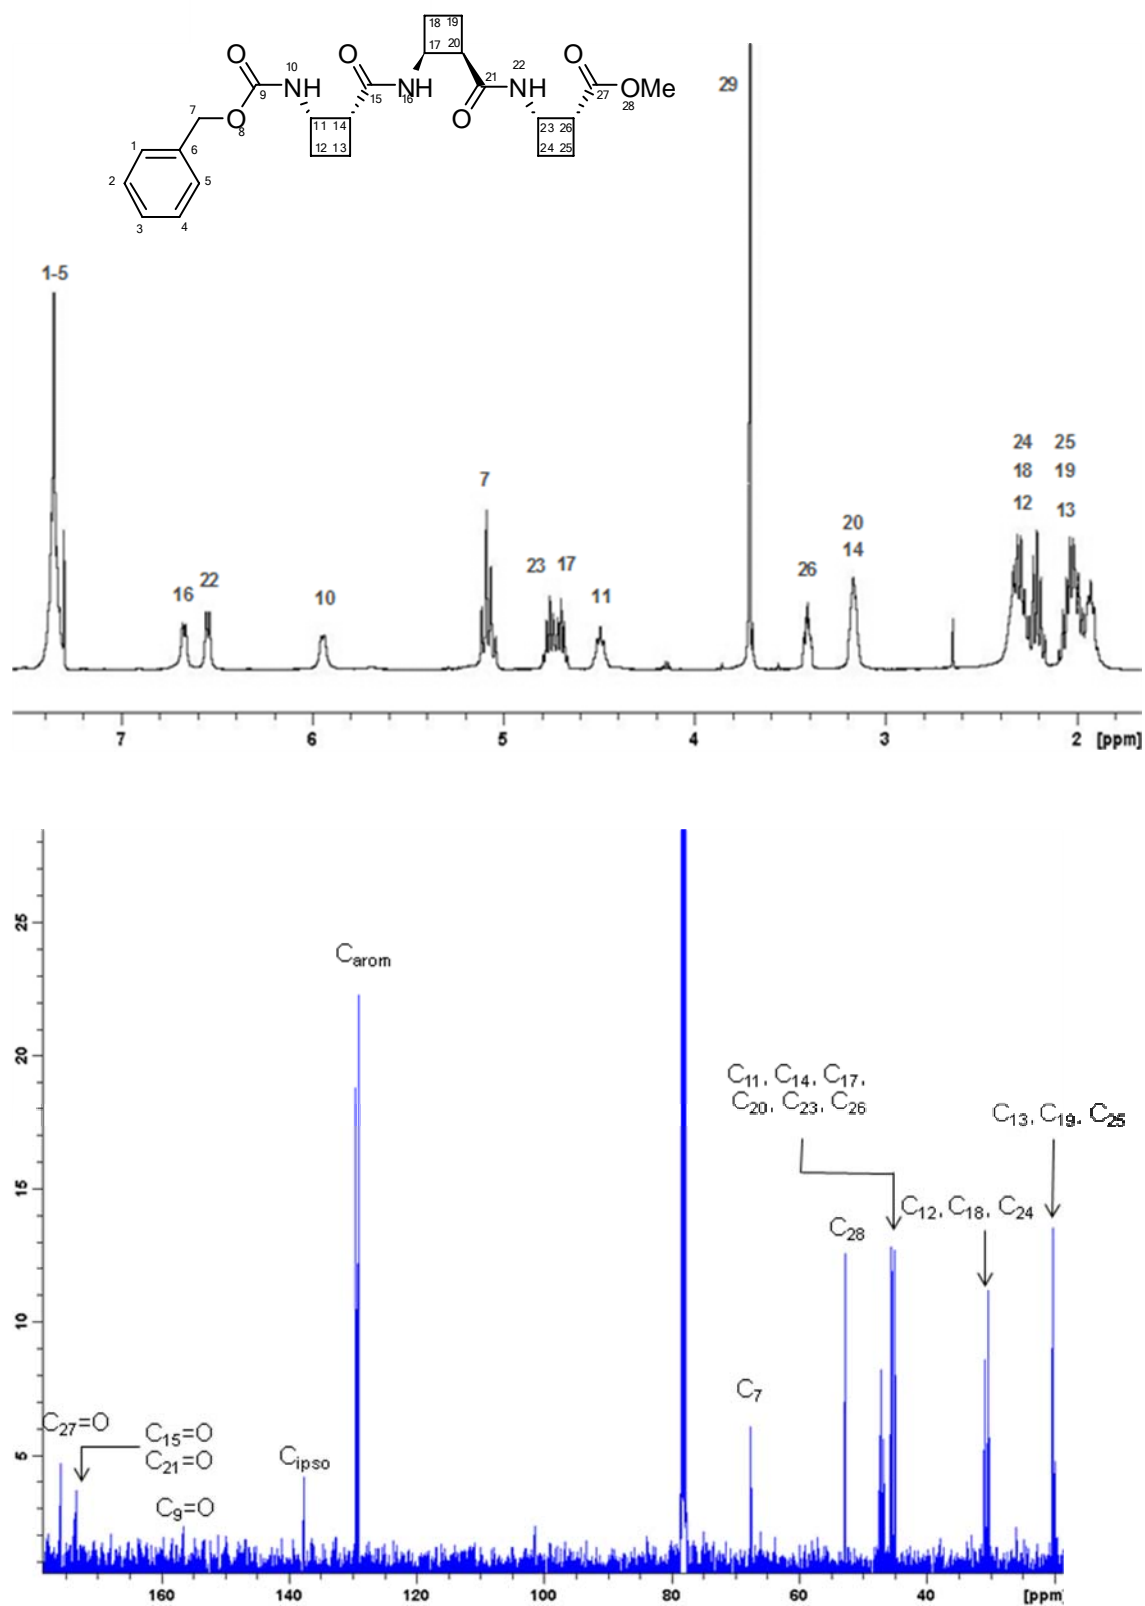 18 19
O 10 O 17 20 22 O
NH NH 21 NH 27 OMe
9 15 16 O 28
7 O 11 14 23 26
8 12 13 24 25
1 6
2 5
3 4
29
1-5
24 25
18 19
12 13
7
20
14
23 17
26
16 22 10 11
7 6 5 4 3 2 [ppm]
25
C arom
20
C11, C14, C17,
C20, C23, C26
C13, C19, C25
15
C12, C18, C24
C28
10
C7
C27=O
C15=O
C21=O
Cipso
5
C9=O
160 140 120 100 80 60 40 [ppm]